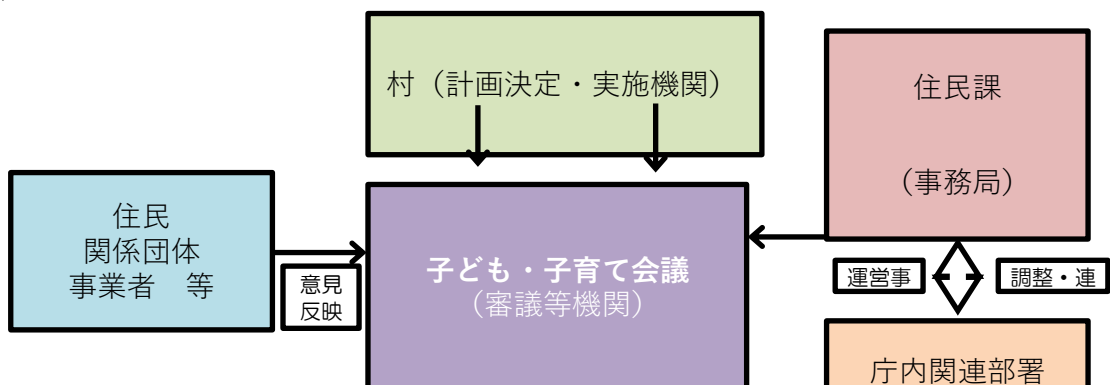 村（計画決定・実施機関）
住民課
（事務局）
住民
関係団体
事業者　等
意見
反映
子ども・子育て会議
（審議等機関）
運営事
調整・連
庁内関連部署